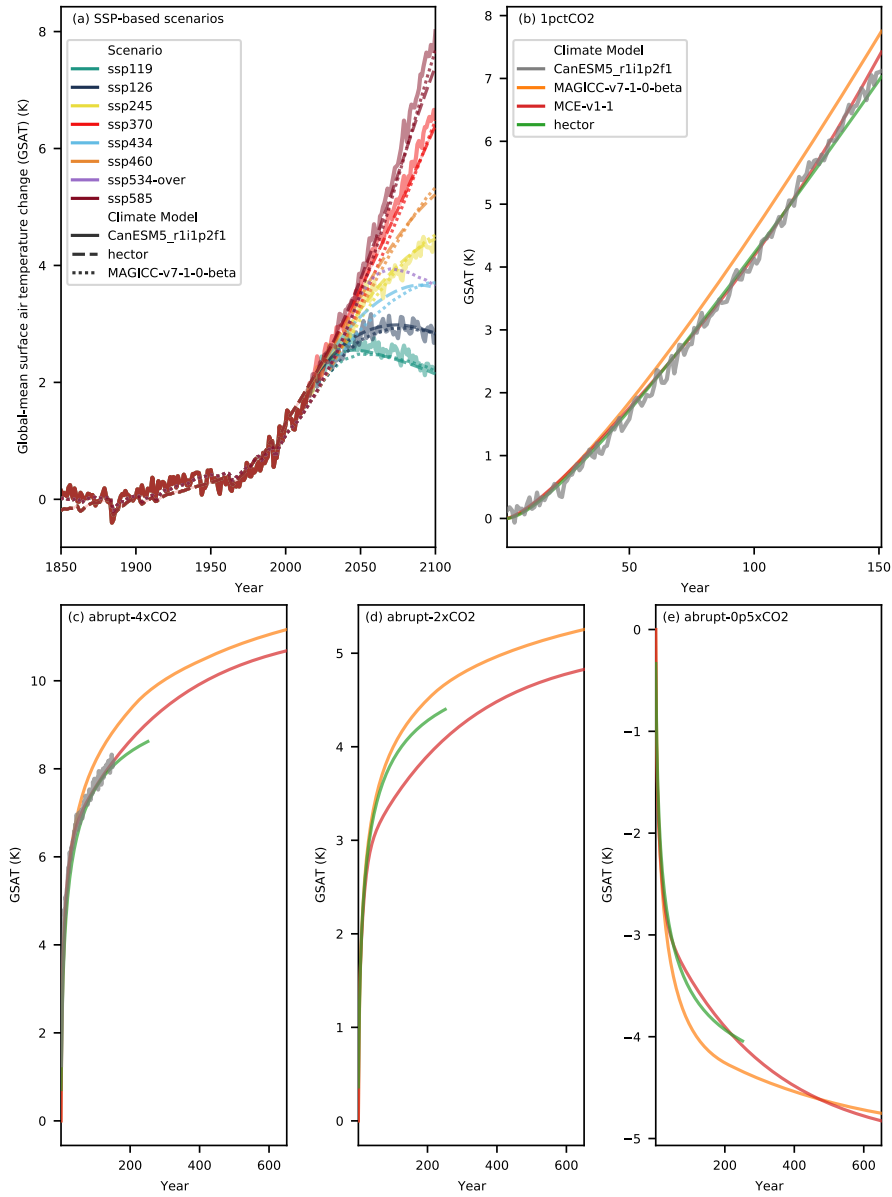 (a) SSP-based scenarios
Global-mean surface air temperature change (GSAT) (K)
8
6
4
2
0
Scenario
ssp119
ssp126
ssp245
ssp370
ssp434
ssp460
ssp534-over
ssp585
Climate Model
CanESM5_r1i1p2f1
hector
MAGICC-v7-1-0-beta
1850
1900
1950
2000
2050
2100
Year
(b) 1pctCO2
GSAT (K)
8
7
6
5
4
3
2
1
0
Climate Model
CanESM5_r1i1p2f1
MAGICC-v7-1-0-beta
MCE-v1-1
hector
50
100
150
Year
(c) abrupt-4xCO2
GSAT (K)
10
8
6
4
2
0
200
400
600
Year
(d) abrupt-2xCO2
GSAT (K)
5
4
3
2
1
0
200
400
600
Year
(e) abrupt-0p5xCO2
GSAT (K)
0
−1
−2
−3
−4
−5
200
400
600
Year